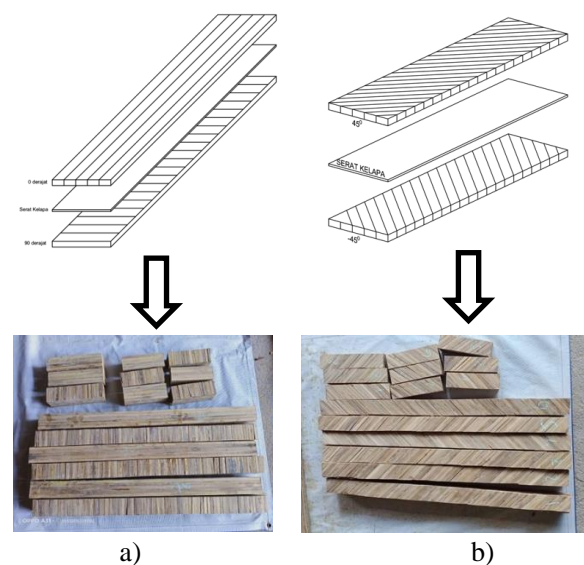 0 derajat
Serat Kelapa
90 derajat
45⁰
SERAT KELAPA
-45⁰
a)
b)